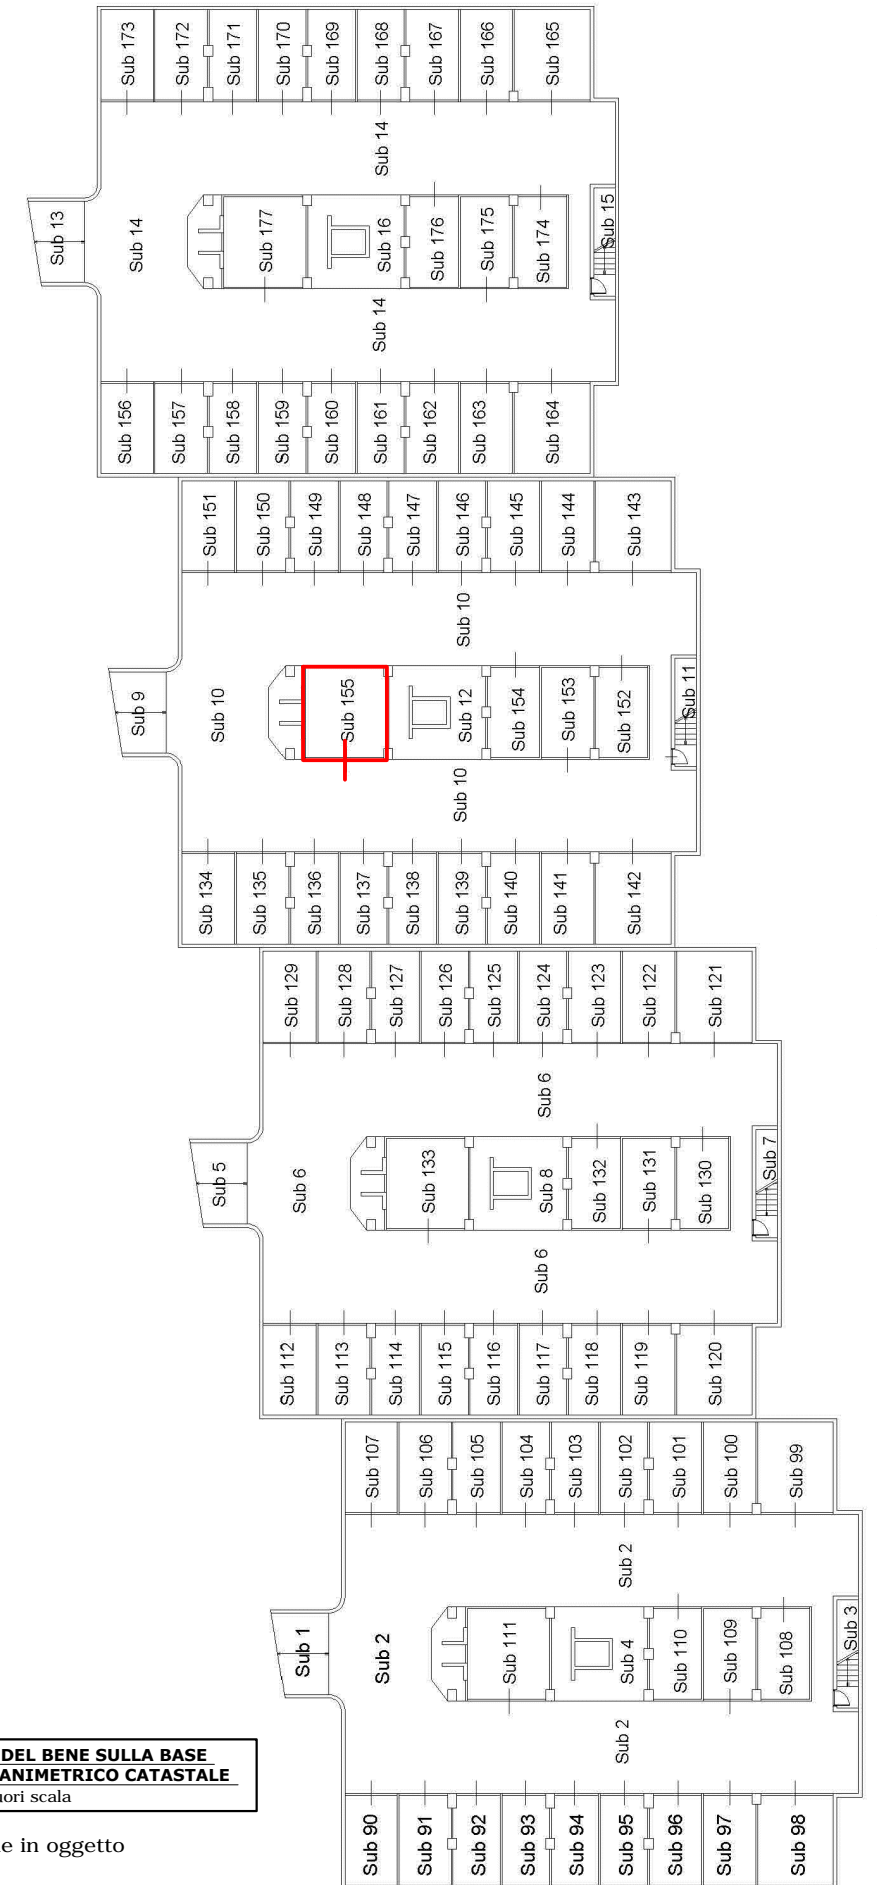 Sub 173
Sub 172
Sub 171
Sub 170
Sub 169
Sub 168
Sub 167
Sub 166
Sub 165
Sub 14
Sub 13
Sub 14
Sub 177
Sub 16
Sub 176
Sub 175
Sub 174
Sub 15
Sub 14
Sub 156
Sub 157
Sub 158
Sub 159
Sub 160
Sub 161
Sub 162
Sub 163
Sub 164
Sub 151
Sub 150
Sub 149
Sub 148
Sub 147
Sub 146
Sub 145
Sub 144
Sub 143
Sub 10
Sub 9
Sub 10
Sub 155
Sub 12
Sub 154
Sub 153
Sub 152
Sub 11
Sub 10
Sub 134
Sub 135
Sub 136
Sub 137
Sub 138
Sub 139
Sub 140
Sub 141
Sub 142
Sub 129
Sub 128
Sub 127
Sub 126
Sub 125
Sub 124
Sub 123
Sub 122
Sub 121
Sub 6
Sub 5
Sub 6
Sub 133
Sub 8
Sub 132
Sub 131
Sub 130
Sub 7
Sub 6
Sub 112
Sub 113
Sub 114
Sub 115
Sub 116
Sub 117
Sub 118
Sub 119
Sub 120
Sub 107
Sub 106
Sub 105
Sub 104
Sub 103
Sub 102
Sub 101
Sub 100
Sub 99
Sub 2
Sub 1
Sub 2
Sub 111
Sub 4
Sub 110
Sub 109
Sub 108
Sub 3
Sub 2
Sub 90
Sub 91
Sub 92
Sub 93
Sub 94
Sub 95
Sub 96
Sub 97
Sub 98
DEL BENE SULLA BASE
ANIMETRICO CATASTALE
uori scala
e in oggetto